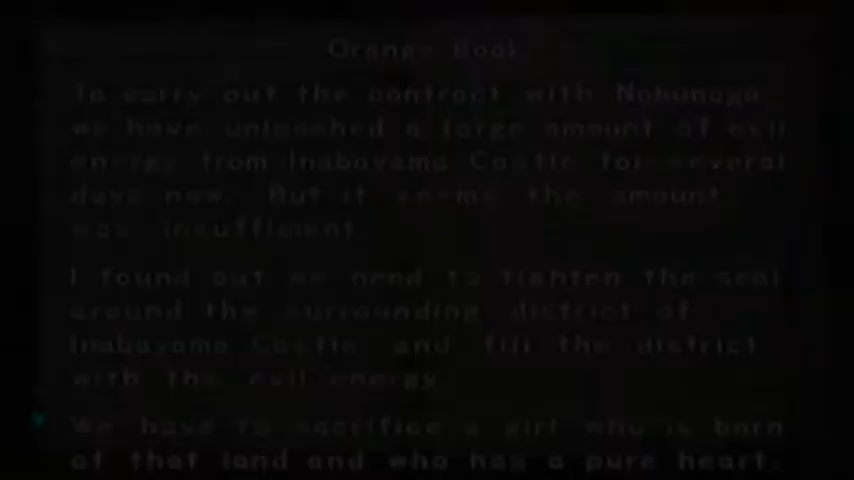 Orange Book
To carry out the contract with Nobunaga,
we have unleashed a large amount of evil
energy from Inabayama Castle for several
days now. But it seems the amount
was insufficient.
I found out we need to tighten the seal
around the surrounding district of
Inabayama Castle and fill the district
with the evil energy.
We have to sacrifice a girl who is born
of that land and who has a pure heart.